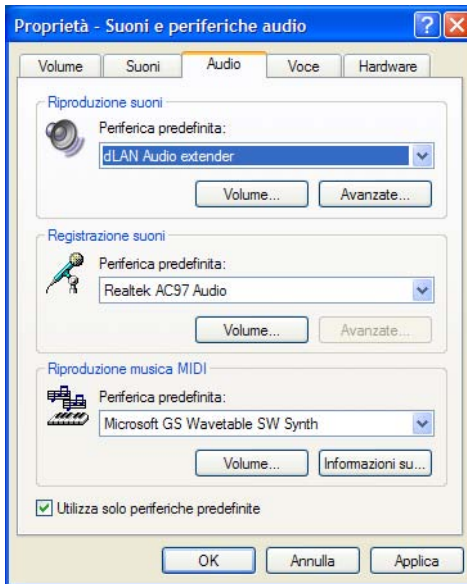 Proprietà - Suoni e periferiche audio
Volume Suoni Audio Voce Hardware
Riproduzione suoni
Periferica predefinita:
dLAN Audio extender
Volume... Avanzate...
Registrazione suoni
Periferica predefinita:
Realtek AC97 Audio
Volume... Avanzate...
Riproduzione musica MIDI
Periferica predefinita:
Microsoft GS Wavetable SW Synth
Volume... Informazioni su...
Utilizza solo periferiche predefinite
OK Annulla Applica